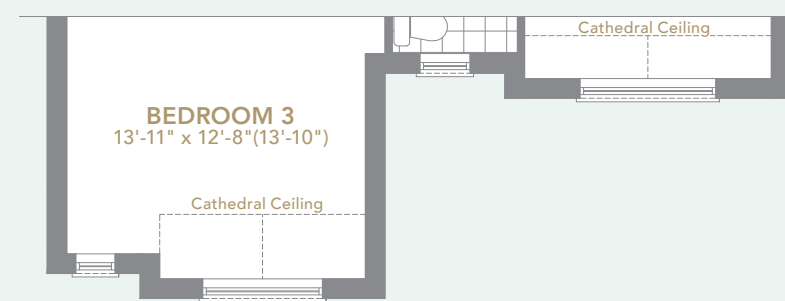 Cathedral Ceiling
BEDROOM 3
13'-11" x 12'-8"(13'-10")
Cathedral Ceiling